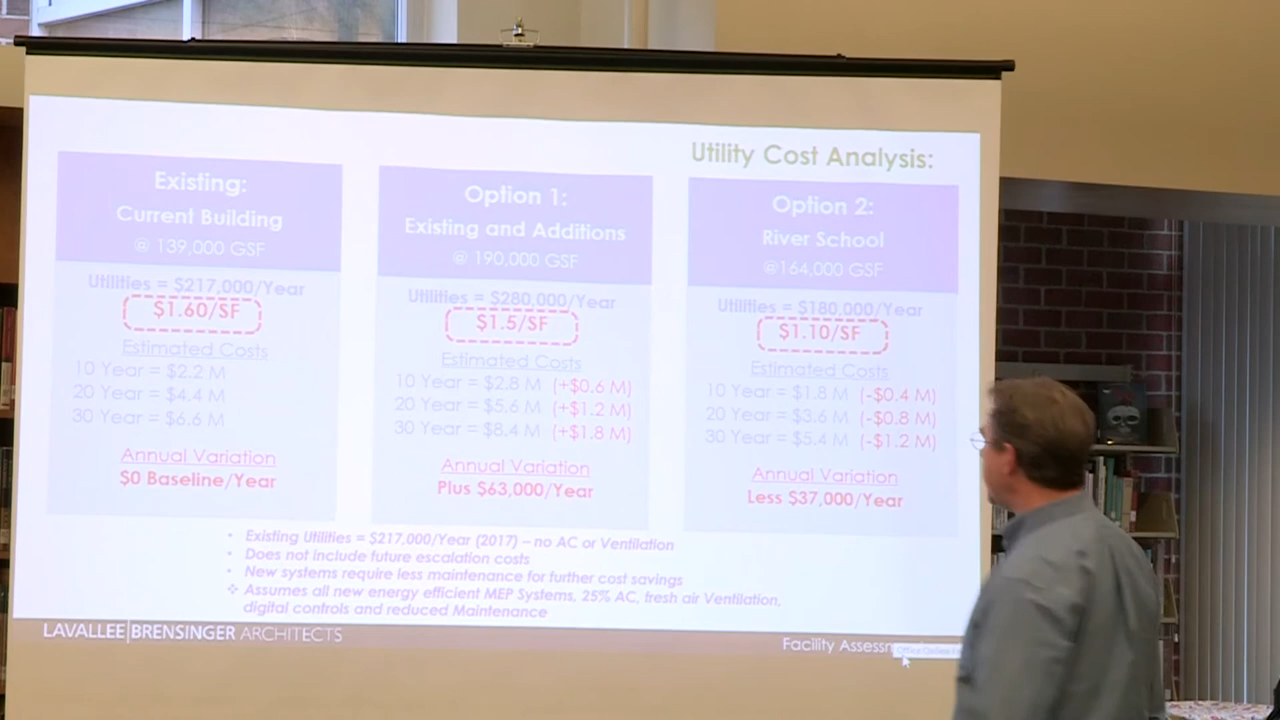 Utility Cost Analysis:
Existing:
Current Building
@ 139,000 GSF
Utilities = $217,000/Year
$1.60/SF
Estimated Costs
10 Year = $2.2 M
20 Year = $4.4 M
30 Year = $6.6 M
Annual Variation
$0 Baseline/Year
Option 1:
Existing and Additions
@ 190,000 GSF
Utilities = $280,000/Year
$1.5/SF
Estimated Costs
10 Year = $2.8 M (+$0.6 M)
20 Year = $5.6 M (+$1.2 M)
30 Year = $8.4 M (+$1.8 M)
Annual Variation
Plus $63,000/Year
Option 2:
River School
@164,000 GSF
Utilities = $180,000/Year
$1.10/SF
Estimated Costs
10 Year = $1.8 M (-$0.4 M)
20 Year = $3.6 M (-$0.8 M)
30 Year = $5.4 M (-$1.2 M)
Annual Variation
Less $37,000/Year
• Existing Utilities = $217,000/Year (2017) – no AC or Ventilation
• Does not include future escalation costs
• New systems require less maintenance for further cost savings
❖ Assumes all new energy efficient MEP Systems, 25% AC, fresh air Ventilation,
digital controls and reduced Maintenance
LAVALLEE|BRENSINGER ARCHITECTS
Facility Assessm